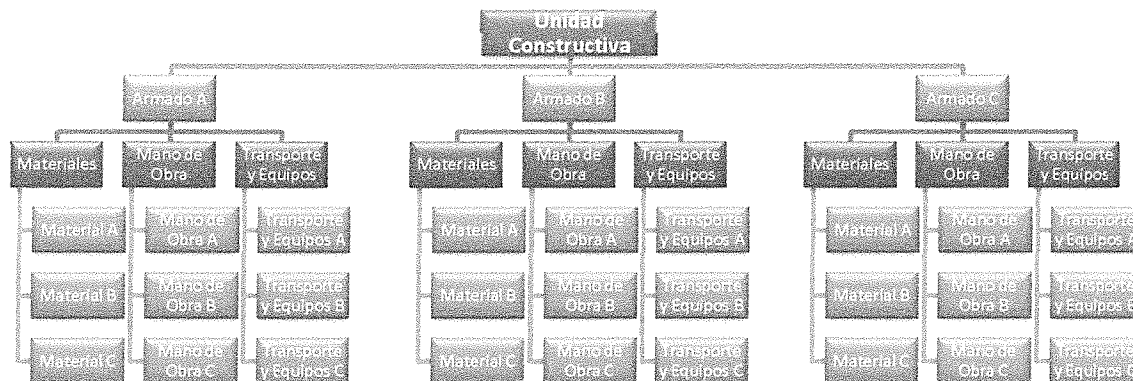 Unidad
Constructiva
Armado A
Armado B
Armado C
Materiales
Mano de
Obra
Transporte
y Equipos
Materiales
Mano de
Obra
Transporte
y Equipos
Materiales
Mano de
Obra
Transporte
y Equipos
Material A
Mano de
Obra A
Transporte
y Equipos A
Material A
Mano de
Obra A
Transporte
y Equipos A
Material A
Mano de
Obra A
Transporte
y Equipos A
Material B
Mano de
Obra B
Transporte
y Equipos B
Material B
Mano de
Obra B
Transporte
y Equipos B
Material B
Mano de
Obra B
Transporte
y Equipos B
Material C
Mano de
Obra C
Transporte
y Equipos C
Material C
Mano de
Obra C
Transporte
y Equipos C
Material C
Mano de
Obra C
Transporte
y Equipos C